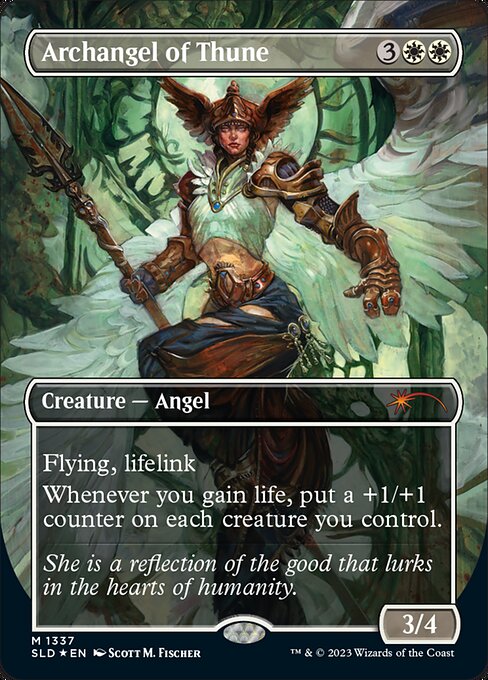 Archangel of Thune 3
Creature — Angel
Flying, lifelink
Whenever you gain life, put a +1/+1
counter on each creature you control.
She is a reflection of the good that lurks
in the hearts of humanity.
3/4
M 1337
SLD ★ EN Scott M. Fischer
™ & © 2023 Wizards of the Coast